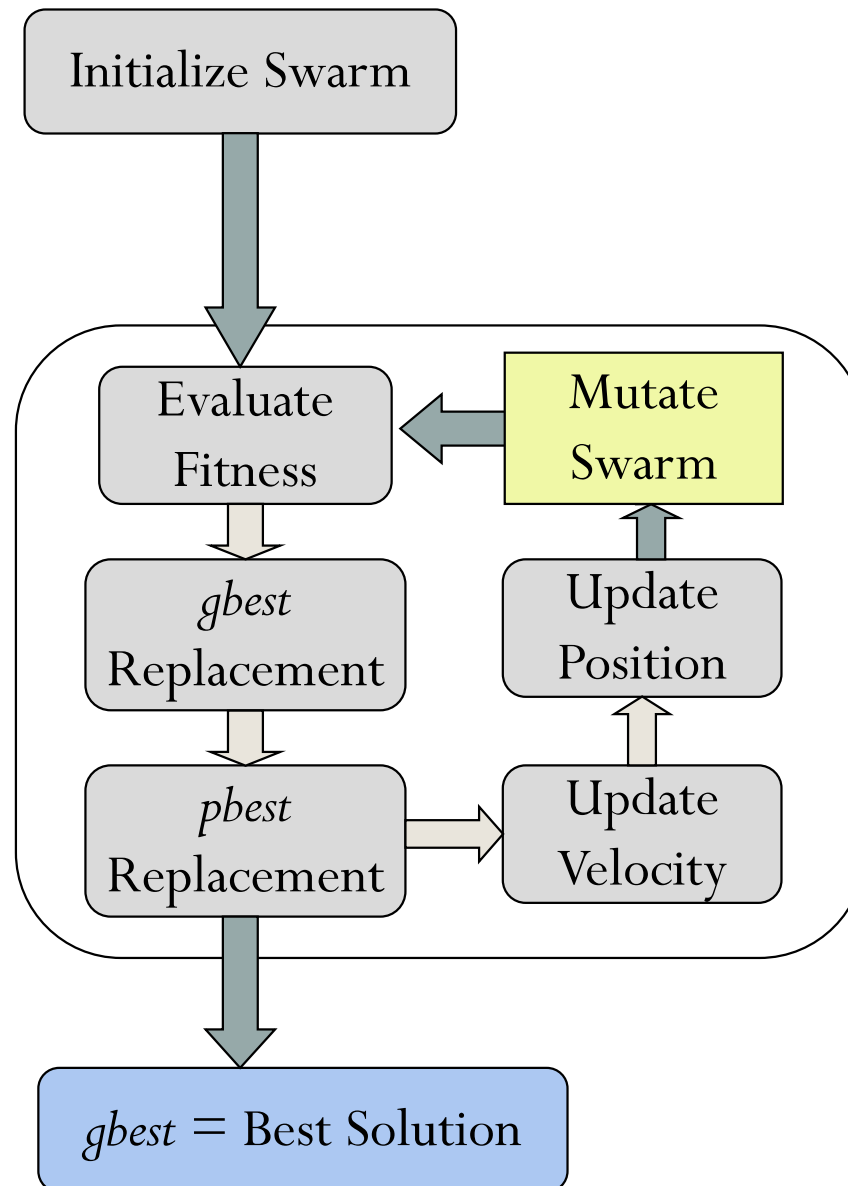 Initialize Swarm
Evaluate
Fitness
gbest
Replacement
pbest
Replacement
Update
Velocity
Update
Position
Mutate
Swarm
gbest = Best Solution